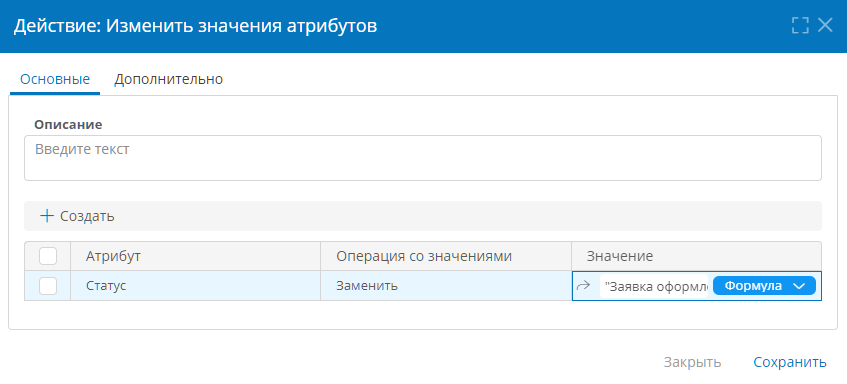 Действие: Изменить значения атрибутов
Основные Дополнительно
Описание
Введите текст
Создать
Атрибут Операция со значениями Значение
Статус Заменить "Заявка оформл Формула
Закрыть Сохранить